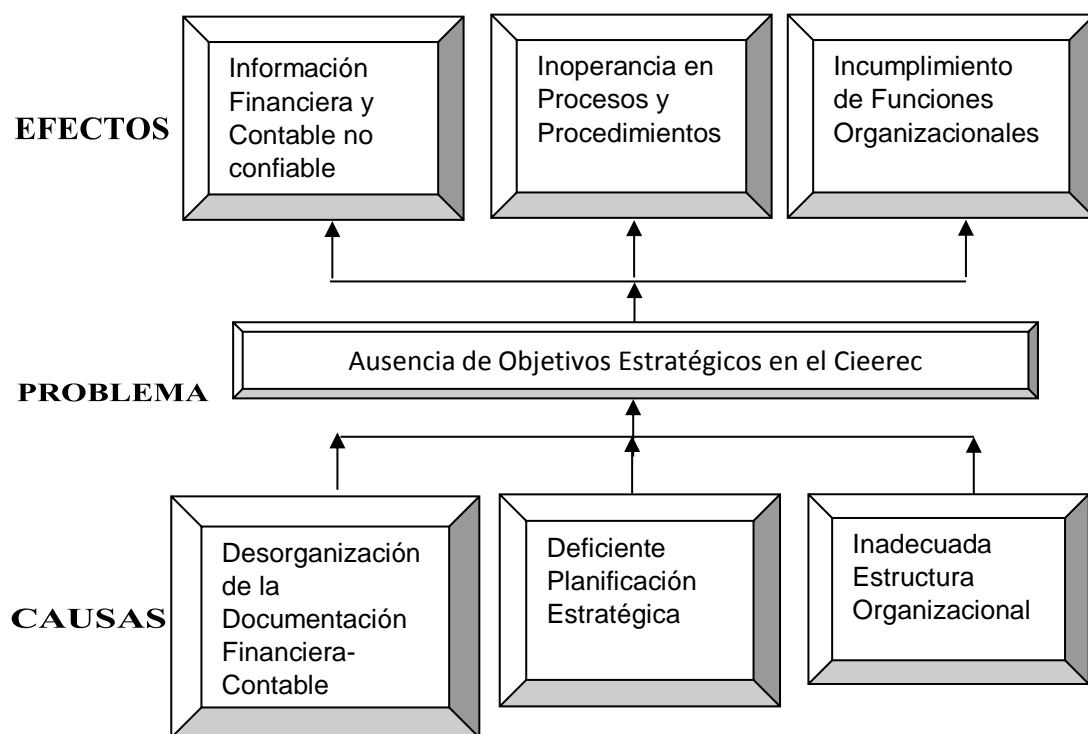 EFECTOS
Información
Financiera y
Contable no
confiable
Inoperancia en
Procesos y
Procedimientos
Incumplimiento
de Funciones
Organizacionales
PROBLEMA
Ausencia de Objetivos Estratégicos en el Cieerec
CAUSAS
Desorganización
de la
Documentación
Financiera-
Contable
Deficiente
Planificación
Estratégica
Inadecuada
Estructura
Organizacional